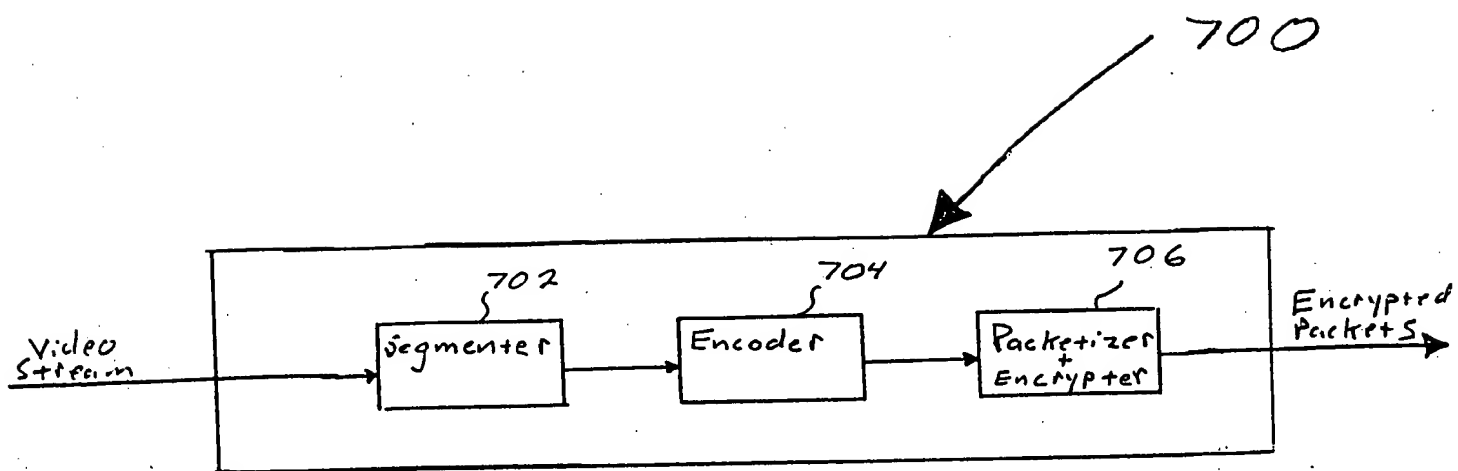 700
702
704
706
Video
Stream
Segmenter
Encoder
Packetizer
+
Encrypter
Encrypted
Packets